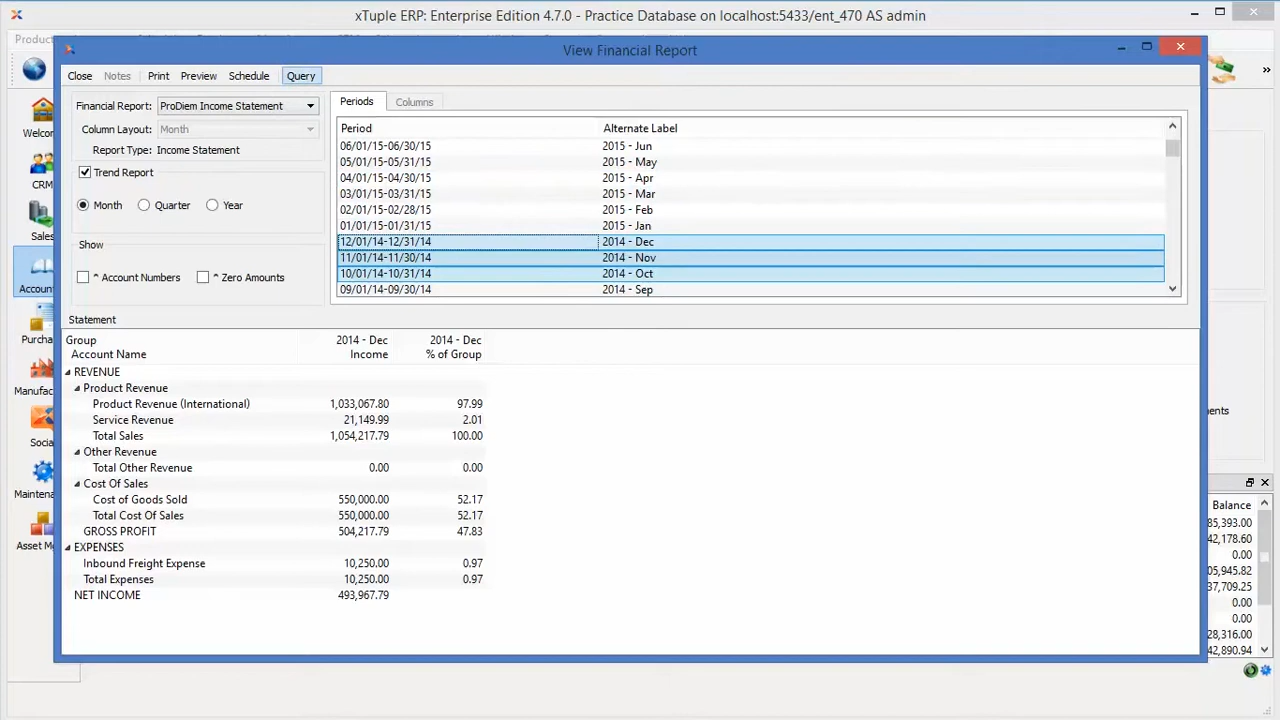 xTuple ERP: Enterprise Edition 4.7.0 - Practice Database on localhost:5433/ent_470 AS admin
View Financial Report
Close Notes Print Preview Schedule Query
Financial Report: ProDiem Income Statement
Column Layout: Month
Report Type: Income Statement
Trend Report
Month Quarter Year
Show
^ Account Numbers ^ Zero Amounts
Periods Columns
Period Alternate Label
06/01/15-06/30/15 2015 - Jun
05/01/15-05/31/15 2015 - May
04/01/15-04/30/15 2015 - Apr
03/01/15-03/31/15 2015 - Mar
02/01/15-02/28/15 2015 - Feb
01/01/15-01/31/15 2015 - Jan
12/01/14-12/31/14 2014 - Dec
11/01/14-11/30/14 2014 - Nov
10/01/14-10/31/14 2014 - Oct
09/01/14-09/30/14 2014 - Sep
Statement
Group 2014 - Dec 2014 - Dec
Account Name Income % of Group
REVENUE
Product Revenue
Product Revenue (International) 1,033,067.80 97.99
Service Revenue 21,149.99 2.01
Total Sales 1,054,217.79 100.00
Other Revenue
Total Other Revenue 0.00 0.00
Cost Of Sales
Cost of Goods Sold 550,000.00 52.17
Total Cost Of Sales 550,000.00 52.17
GROSS PROFIT 504,217.79 47.83
EXPENSES
Inbound Freight Expense 10,250.00 0.97
Total Expenses 10,250.00 0.97
NET INCOME 493,967.79
Produc
Welcon
CRM
Sales
Accoun
Purcha
Manufac
Socia
Maintena
Asset M
»
ments
Balance
85,393.00
42,178.60
0.00
05,945.82
37,709.25
0.00
0.00
28,316.00
42,890.94